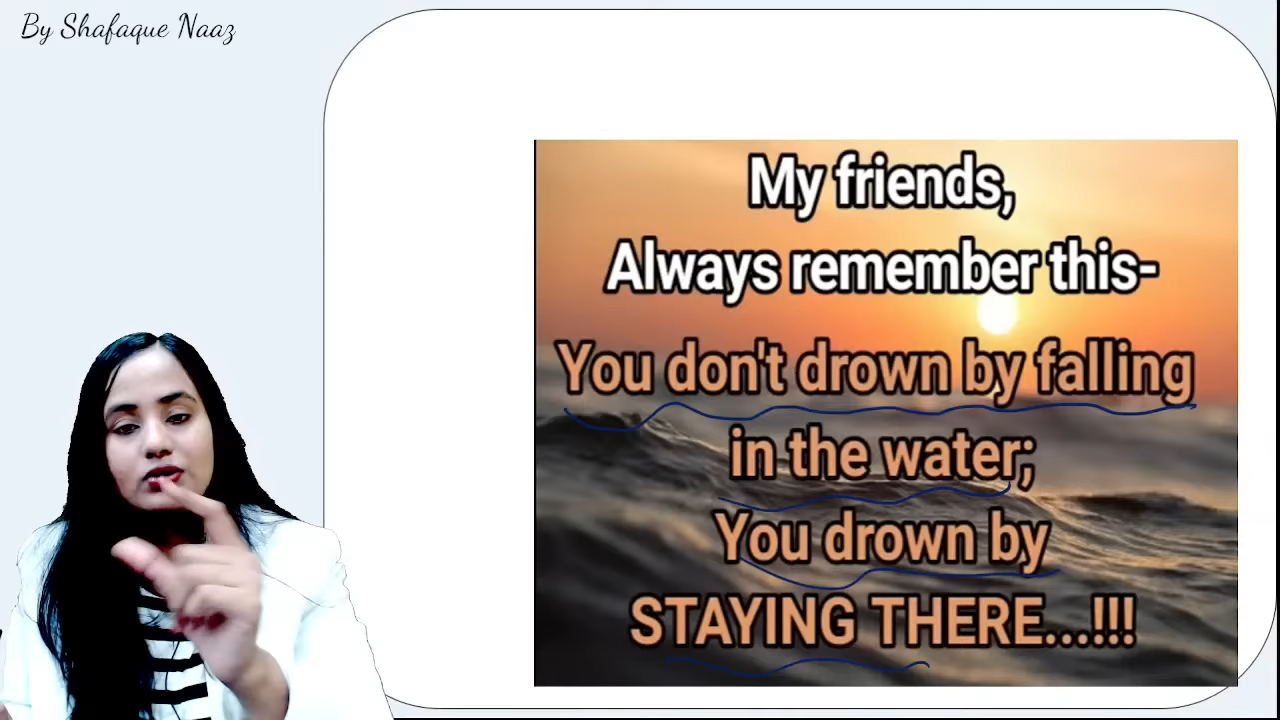 By Shafaque Naaz
My friends,
Always remember this-
You don't drown by falling
in the water;
You drown by
STAYING THERE...!!!